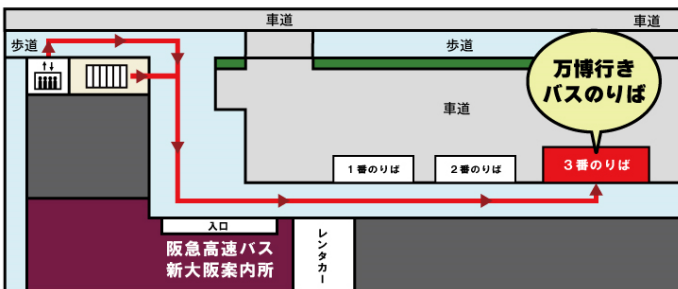 車道
車道
歩道
歩道
万博行き
バスのりば
車道
1番のりば
2番のりば
3番のりば
入口
阪急高速バス
新大阪案内所
レンタカー